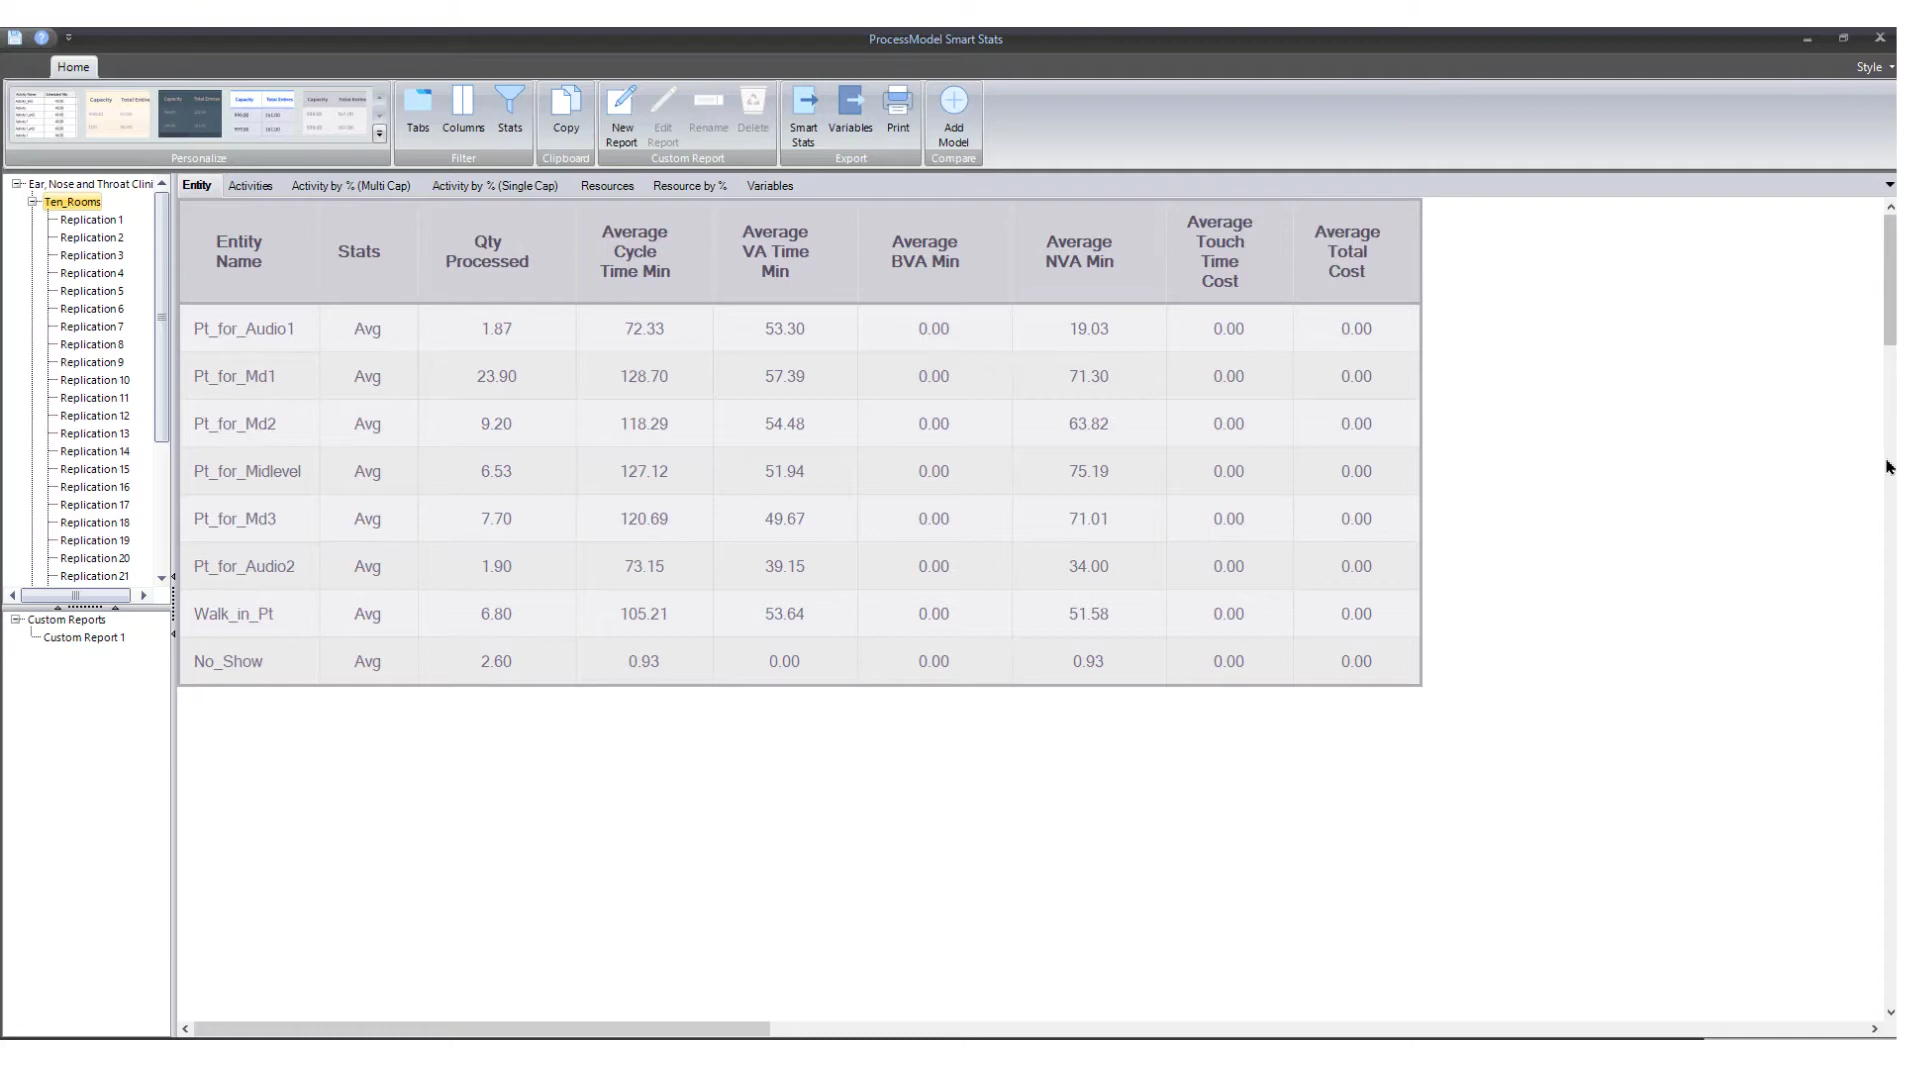 ProcessModel Smart Stats
Home
Style
Tabs Columns Stats Copy New Report Edit Report Rename Delete Smart Stats Variables Print Add Model
Personalize Filter Clipboard Custom Report Export Compare
Ear, Nose and Throat Clini
Ten_Rooms
Replication 1
Replication 2
Replication 3
Replication 4
Replication 5
Replication 6
Replication 7
Replication 8
Replication 9
Replication 10
Replication 11
Replication 12
Replication 13
Replication 14
Replication 15
Replication 16
Replication 17
Replication 18
Replication 19
Replication 20
Replication 21
Custom Reports
Custom Report 1
Entity Activities Activity by % (Multi Cap) Activity by % (Single Cap) Resources Resource by % Variables
Entity Name Stats Qty Processed Average Cycle Time Min Average VA Time Min Average BVA Min Average NVA Min Average Touch Time Cost Average Total Cost
Pt_for_Audio1 Avg 1.87 72.33 53.30 0.00 19.03 0.00 0.00
Pt_for_Md1 Avg 23.90 128.70 57.39 0.00 71.30 0.00 0.00
Pt_for_Md2 Avg 9.20 118.29 54.48 0.00 63.82 0.00 0.00
Pt_for_Midlevel Avg 6.53 127.12 51.94 0.00 75.19 0.00 0.00
Pt_for_Md3 Avg 7.70 120.69 49.67 0.00 71.01 0.00 0.00
Pt_for_Audio2 Avg 1.90 73.15 39.15 0.00 34.00 0.00 0.00
Walk_in_Pt Avg 6.80 105.21 53.64 0.00 51.58 0.00 0.00
No_Show Avg 2.60 0.93 0.00 0.00 0.93 0.00 0.00